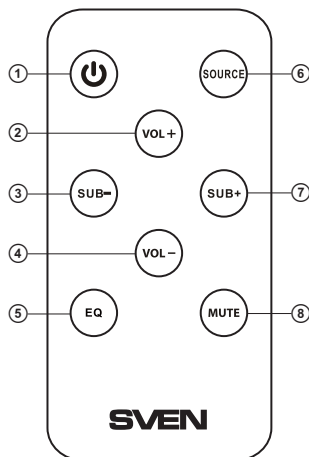 ① SOURCE ⑥
② VOL+
③ SUB- SUB+ ⑦
④ VOL-
⑤ EQ MUTE ⑧
SVEN